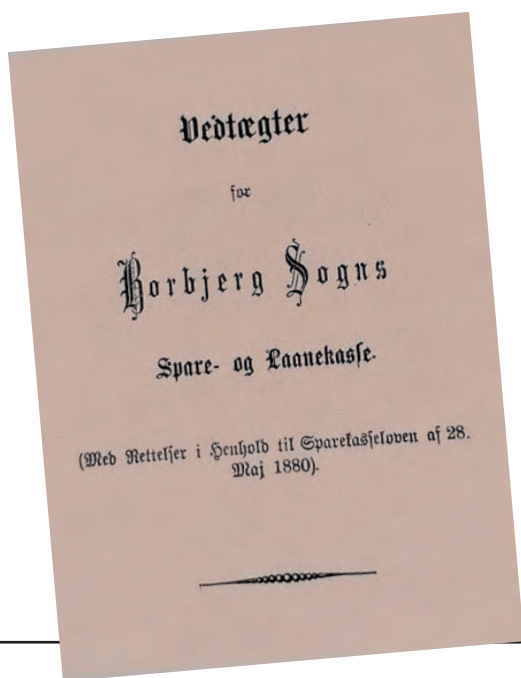 Vedtægter
for
Borbjerg Sogns
Spare- og Laanekasse.
(Med Rettelser i Henhold til Sparekasseloven af 28.
Maj 1880).